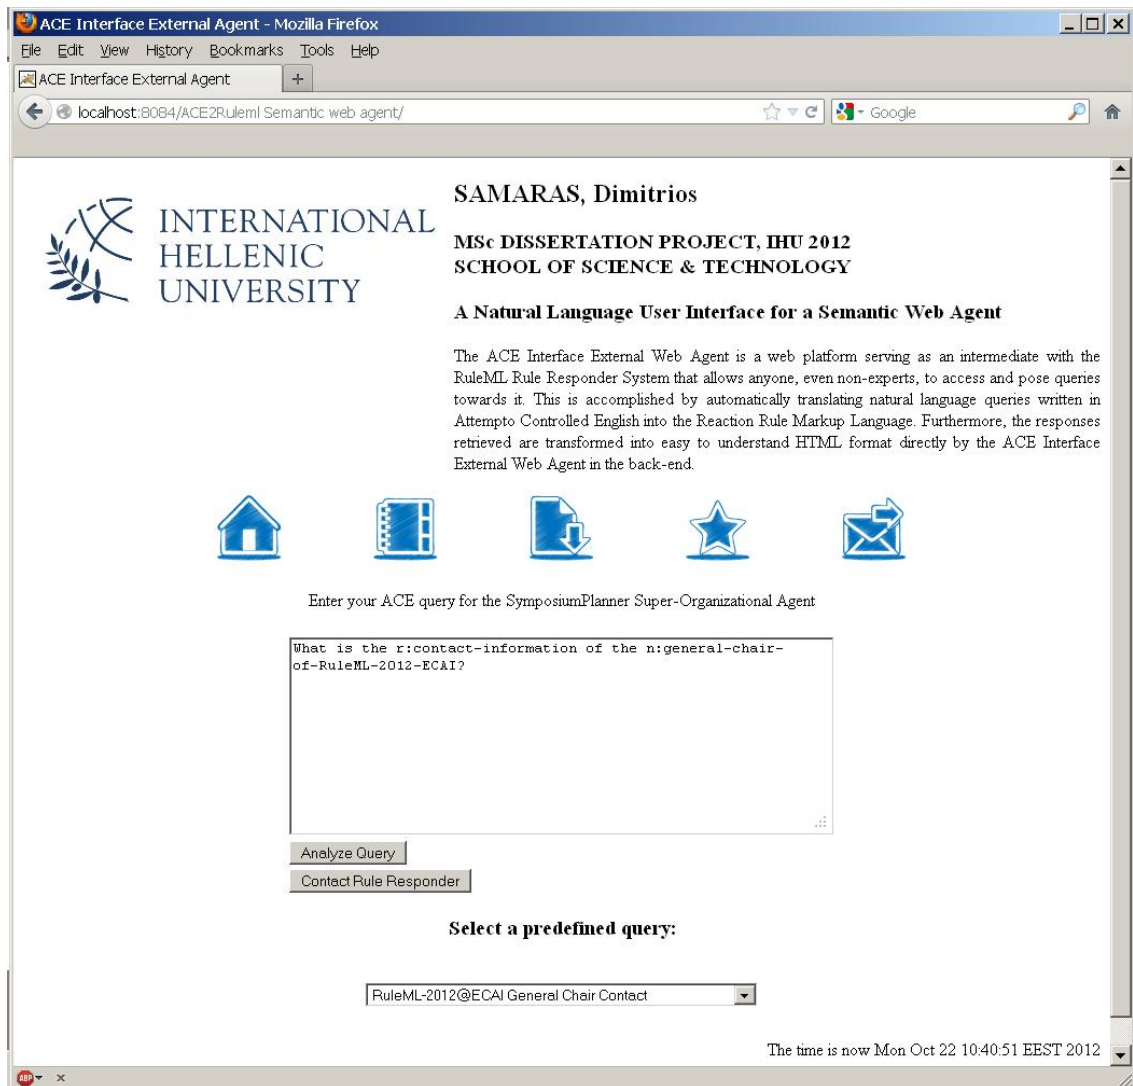 ACE Interface External Agent - Mozilla Firefox
File Edit View History Bookmarks Tools Help
ACE Interface External Agent +
localhost:8084/ACE2Ruleml Semantic web agent/ Google
INTERNATIONAL
HELLENIC
UNIVERSITY
SAMARAS, Dimitrios
MSc DISSERTATION PROJECT, IHU 2012
SCHOOL OF SCIENCE & TECHNOLOGY
A Natural Language User Interface for a Semantic Web Agent
The ACE Interface External Web Agent is a web platform serving as an intermediate with the
RuleML Rule Responder System that allows anyone, even non-experts, to access and pose queries
towards it. This is accomplished by automatically translating natural language queries written in
Attempto Controlled English into the Reaction Rule Markup Language. Furthermore, the responses
retrieved are transformed into easy to understand HTML format directly by the ACE Interface
External Web Agent in the back-end.
Enter your ACE query for the SymposiumPlanner Super-Organizational Agent
What is the r:contact-information of the n:general-chair-
of-RuleML-2012-ECAI?
Analyze Query
Contact Rule Responder
Select a predefined query:
RuleML-2012@ECAI General Chair Contact
The time is now Mon Oct 22 10:40:51 EEST 2012
ABP x